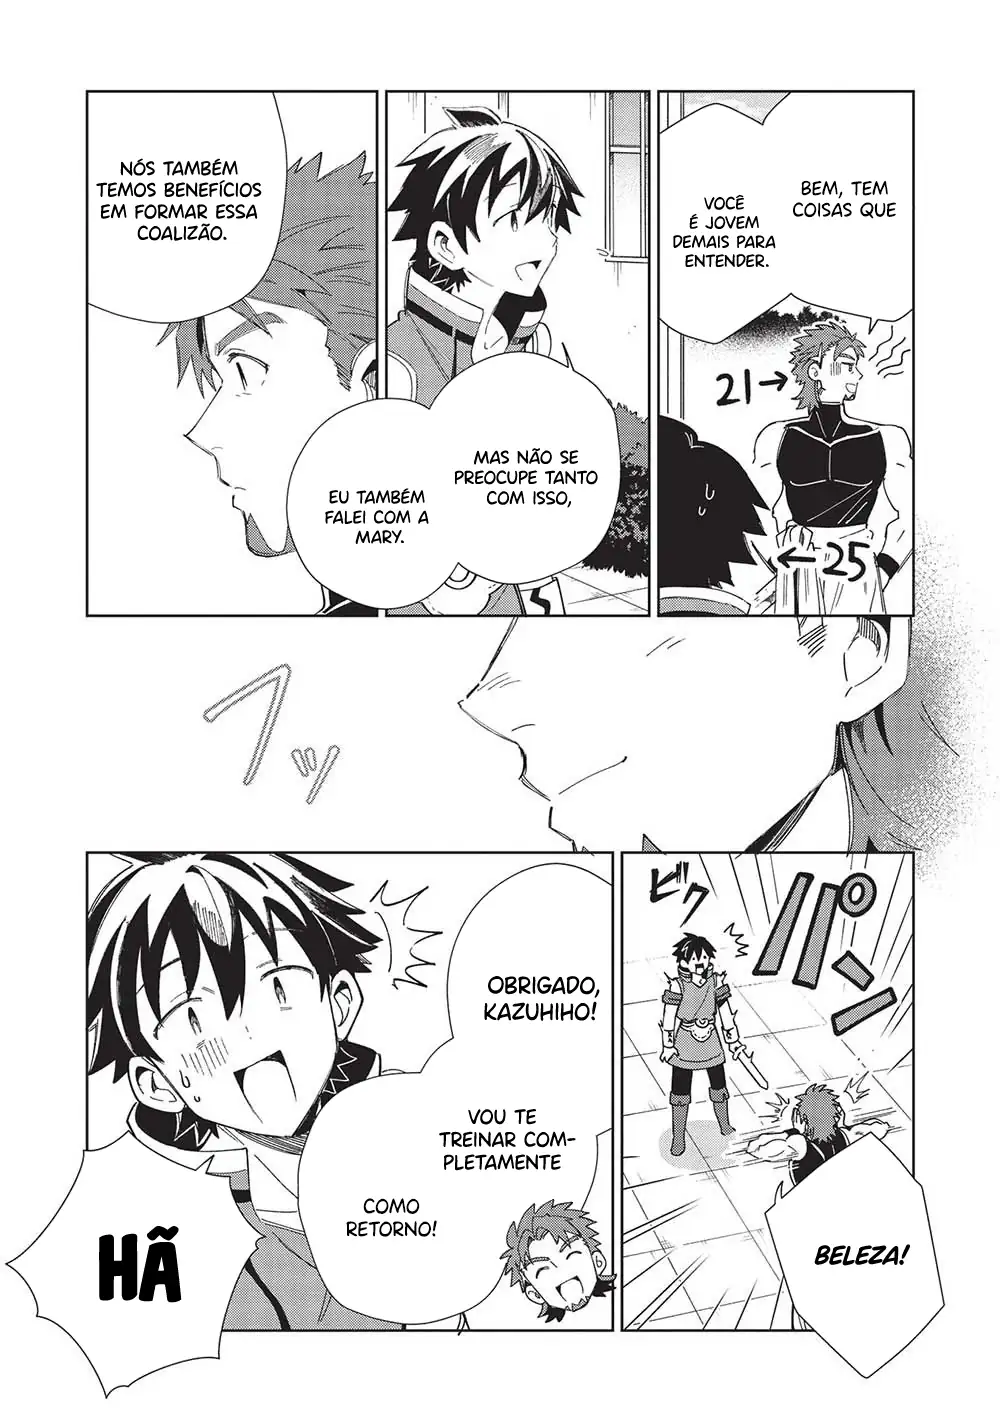 BEM, TEM
COISAS QUE
VOCÊ
É JOVEM
DEMAIS PARA
ENTENDER.
21→
←25
MAS NÃO SE
PREOCUPE TANTO
COM ISSO,
EU TAMBÉM
FALEI COM A
MARY.
NÓS TAMBÉM
TEMOS BENEFÍCIOS
EM FORMAR ESSA
COALIZÃO.
フッ
パン
ビク
BELEZA!
OBRIGADO,
KAZUHIHO!
VOU TE
TREINAR COM-
PLETAMENTE
COMO
RETORNO!
HÃ